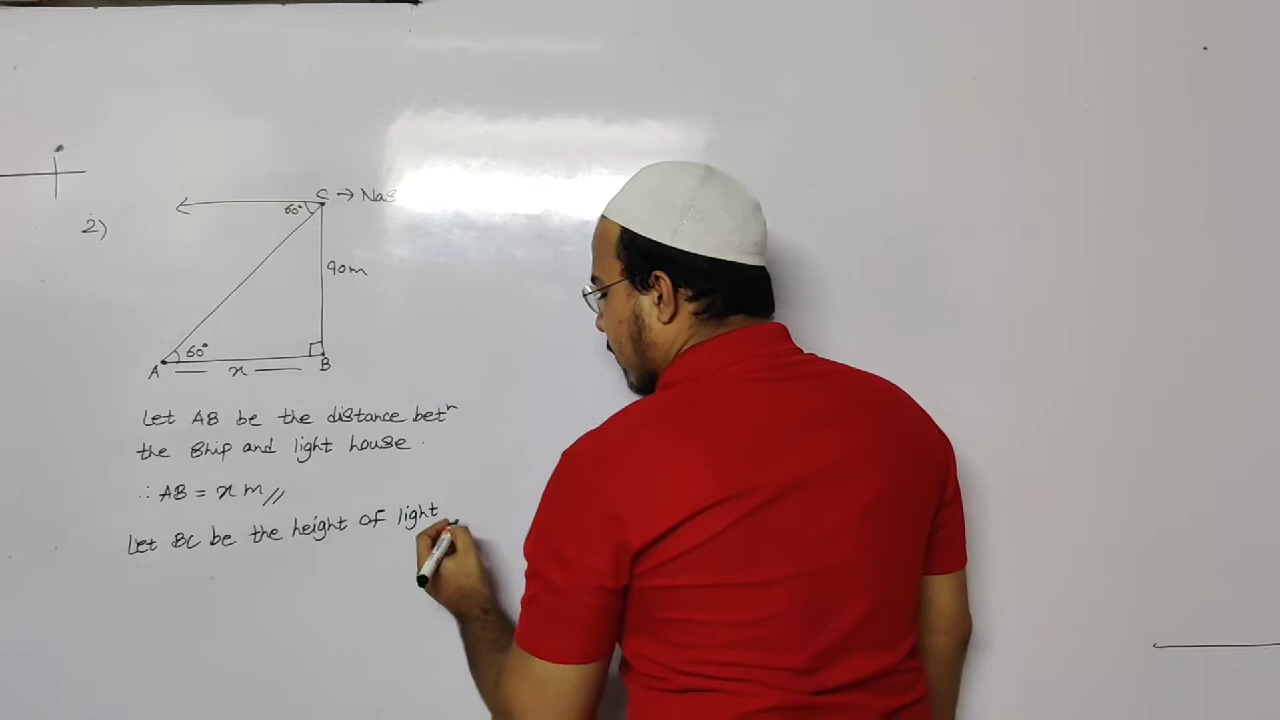 2)
C → Nas
60°
90m
60°
A x B
Let AB be the distance betⁿ
the ship and light house.
∴ AB = x m //
Let BC be the height of light